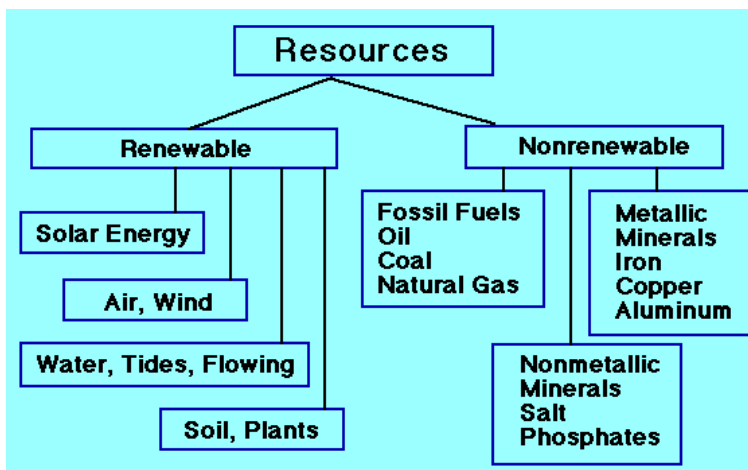 Resources
Renewable
Nonrenewable
Solar Energy
Air, Wind
Water, Tides, Flowing
Soil, Plants
Fossil Fuels
Oil
Coal
Natural Gas
Metallic
Minerals
Iron
Copper
Aluminum
Nonmetallic
Minerals
Salt
Phosphates